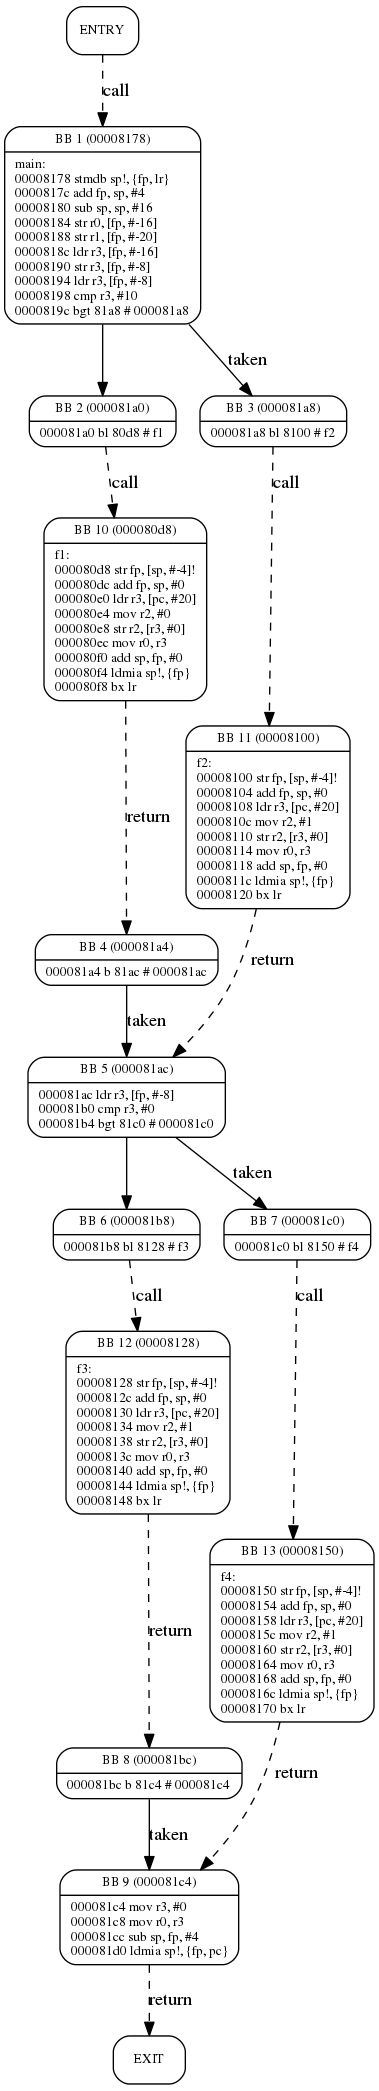 ENTRY
call
BB 1 (00008178)
main:
00008178 stmdb sp!, {fp, lr}
0000817c add fp, sp, #4
00008180 sub sp, sp, #16
00008184 str r0, [fp, #-16]
00008188 str r1, [fp, #-20]
0000818c ldr r3, [fp, #-16]
00008190 str r3, [fp, #-8]
00008194 ldr r3, [fp, #-8]
00008198 cmp r3, #10
0000819c bgt 81a8 # 000081a8
taken
BB 2 (000081a0)
000081a0 bl 80d8 # f1
BB 3 (000081a8)
000081a8 bl 8100 # f2
call
call
BB 10 (000080d8)
f1:
000080d8 str fp, [sp, #-4]!
000080dc add fp, sp, #0
000080e0 ldr r3, [pc, #20]
000080e4 mov r2, #0
000080e8 str r2, [r3, #0]
000080ec mov r0, r3
000080f0 add sp, fp, #0
000080f4 ldmia sp!, {fp}
000080f8 bx lr
BB 11 (00008100)
f2:
00008100 str fp, [sp, #-4]!
00008104 add fp, sp, #0
00008108 ldr r3, [pc, #20]
0000810c mov r2, #1
00008110 str r2, [r3, #0]
00008114 mov r0, r3
00008118 add sp, fp, #0
0000811c ldmia sp!, {fp}
00008120 bx lr
return
BB 4 (000081a4)
000081a4 b 81ac # 000081ac
return
taken
BB 5 (000081ac)
000081ac ldr r3, [fp, #-8]
000081b0 cmp r3, #0
000081b4 bgt 81c0 # 000081c0
taken
BB 6 (000081b8)
000081b8 bl 8128 # f3
BB 7 (000081c0)
000081c0 bl 8150 # f4
call
call
BB 12 (00008128)
f3:
00008128 str fp, [sp, #-4]!
0000812c add fp, sp, #0
00008130 ldr r3, [pc, #20]
00008134 mov r2, #1
00008138 str r2, [r3, #0]
0000813c mov r0, r3
00008140 add sp, fp, #0
00008144 ldmia sp!, {fp}
00008148 bx lr
BB 13 (00008150)
f4:
00008150 str fp, [sp, #-4]!
00008154 add fp, sp, #0
00008158 ldr r3, [pc, #20]
0000815c mov r2, #1
00008160 str r2, [r3, #0]
00008164 mov r0, r3
00008168 add sp, fp, #0
0000816c ldmia sp!, {fp}
00008170 bx lr
return
BB 8 (000081bc)
000081bc b 81c4 # 000081c4
return
taken
BB 9 (000081c4)
000081c4 mov r3, #0
000081c8 mov r0, r3
000081cc sub sp, fp, #4
000081d0 ldmia sp!, {fp, pc}
return
EXIT